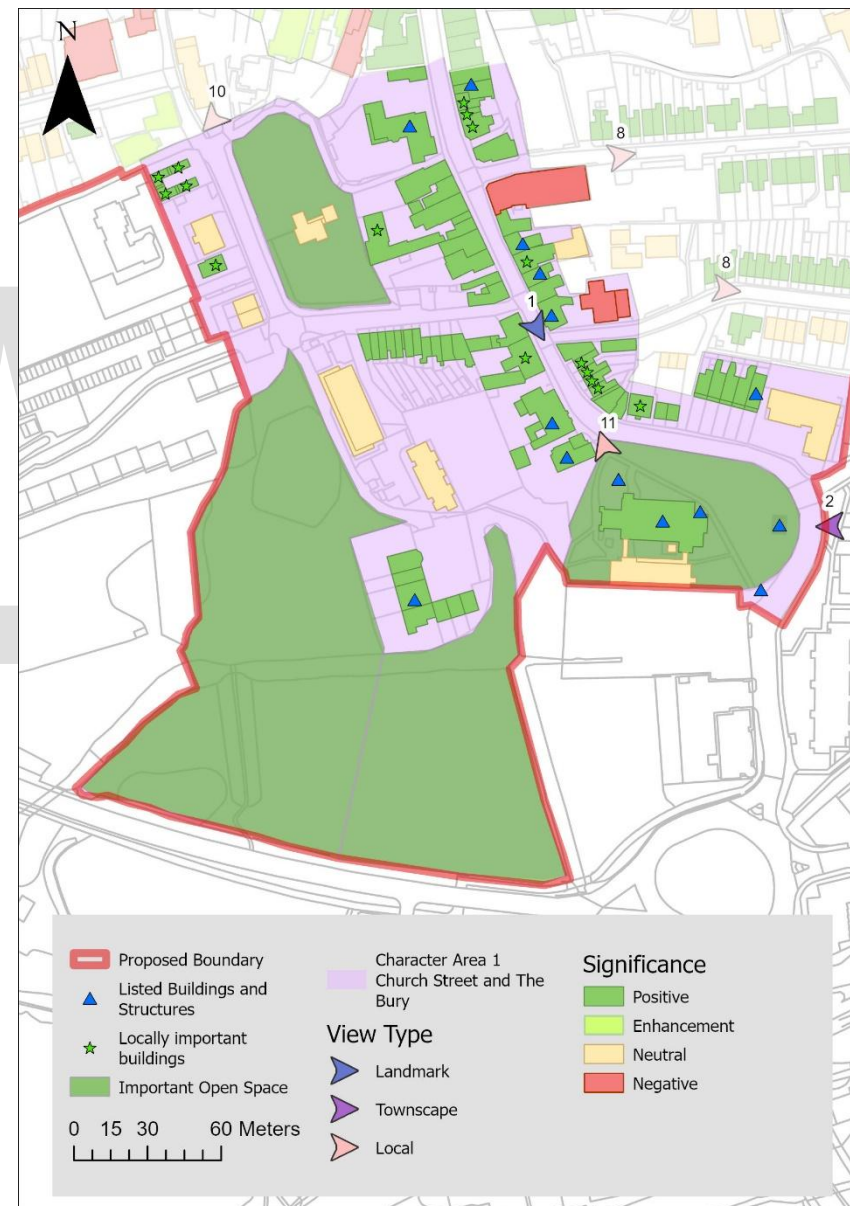 N
10
8
8
1
11
2
Proposed Boundary
Listed Buildings and
Structures
Locally important
buildings
Important Open Space
0 15 30 60 Meters
Character Area 1
Church Street and The
Bury
View Type
Landmark
Townscape
Local
Significance
Positive
Enhancement
Neutral
Negative